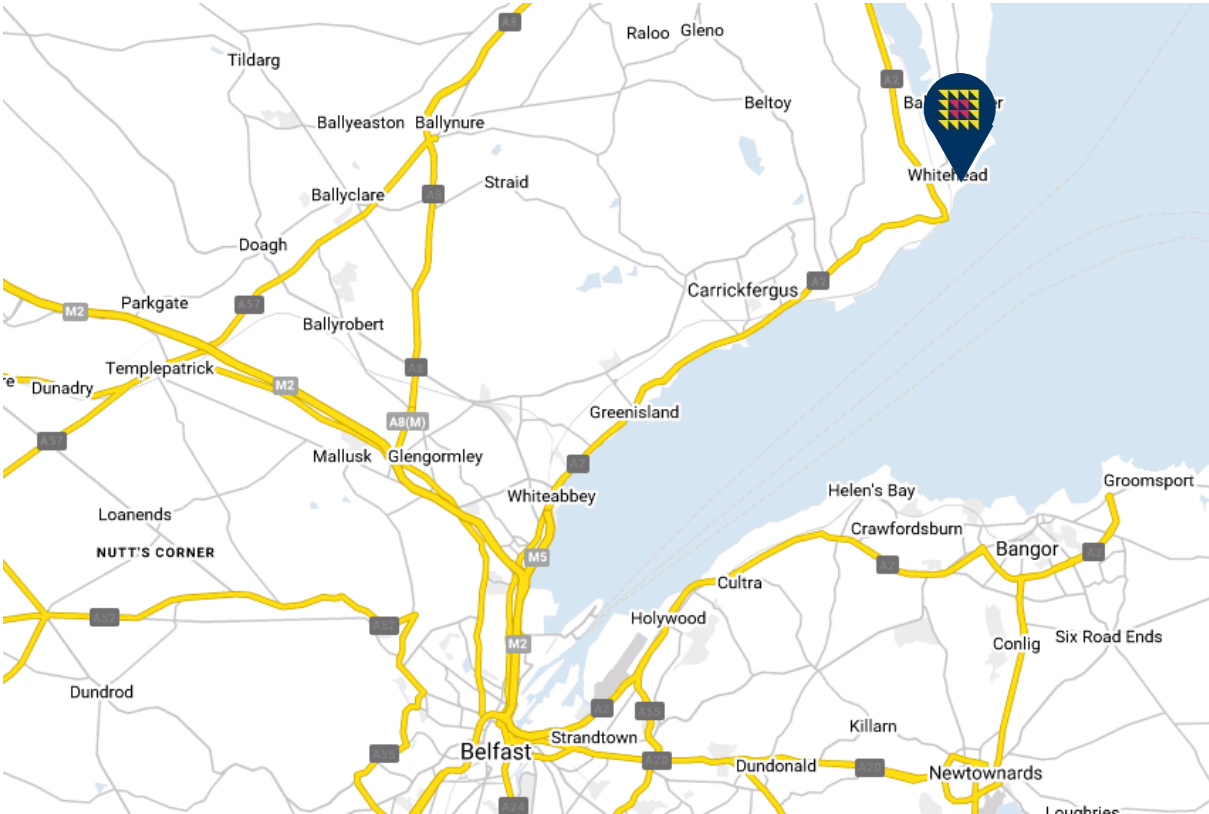 A8
Raloo
Gleno
Tildarg
A2
Beltoy
Ballyeaston
Ballynure
Whitehead
Straid
A8
Ballyclare
Doagh
A2
Carrickfergus
Parkgate
A57
M2
Ballyrobert
Templepatrick
A8
M2
Dunadry
Greenisland
A8(M)
A57
Mallusk
Glengormley
A2
Groomsport
Helen's Bay
Whiteabbey
Loanends
Crawfordsburn
NUTT'S CORNER
Bangor
A2
M5
A2
Cultra
A52
Holywood
A52
Six Road Ends
M2
Conlig
Dundrod
A2
A55
Killarn
Strandtown
Belfast
A55
A20
Dundonald
A20
Newtownards
A24
Loughries